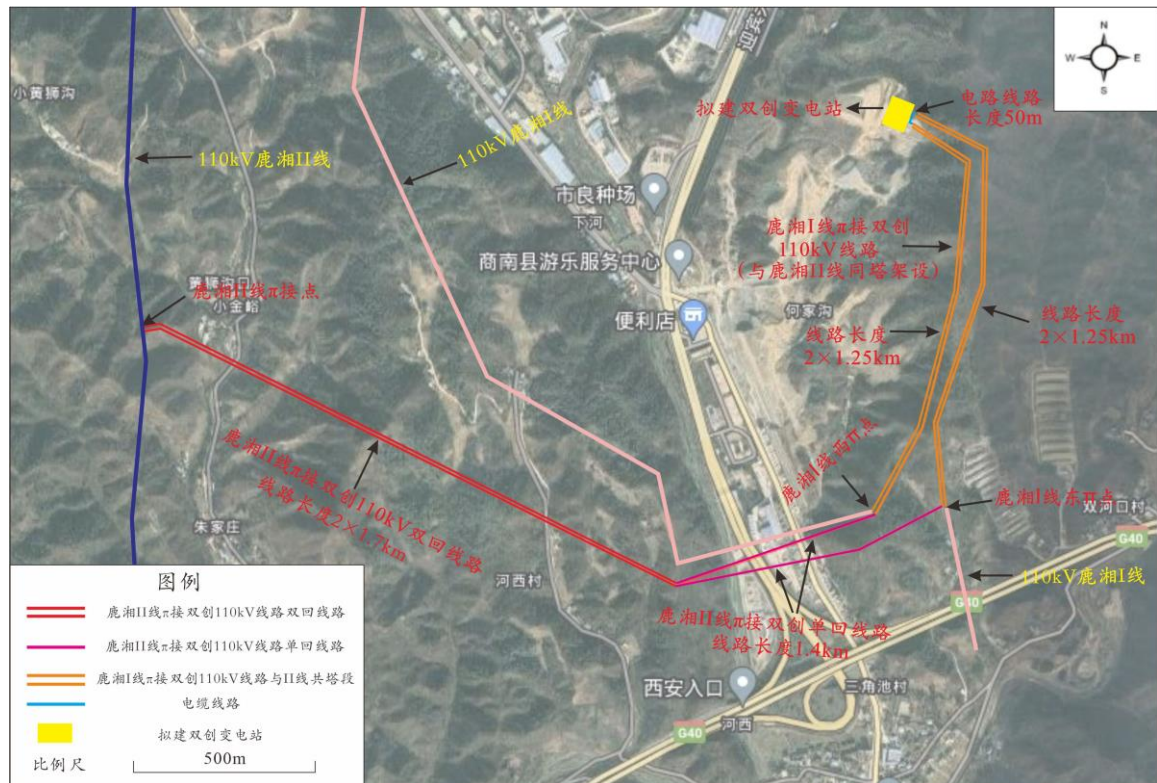 N
W
E
S
迎宾
小黄狮沟
110kV鹿湘II线
110kV鹿湘I线
拟建双创变电站
电路线路
长度50m
市良种场
下河
鹿湘I线π接双创
110kV线路
(与鹿湘II线同塔架设)
商南县游乐服务中心
黄狮沟口
鹿湘II线π接点
小金峪
便利店
何家沟
线路长度
2×1.25km
线路长度
2×1.25km
鹿湘II线π接双创110kV双回线路
线路长度2×1.7km
鹿湘I线西π点
鹿湘I线东π点
双河口村
G40
朱家庄
河西村
110kV鹿湘I线
G40
鹿湘II线π接双创单回线路
线路长度1.4km
西安入口
三角池村
河西
G40
图例
鹿湘II线π接双创110kV线路双回线路
鹿湘II线π接双创110kV线路单回线路
鹿湘I线π接双创110kV线路与II线共塔段
电缆线路
拟建双创变电站
比例尺
500m